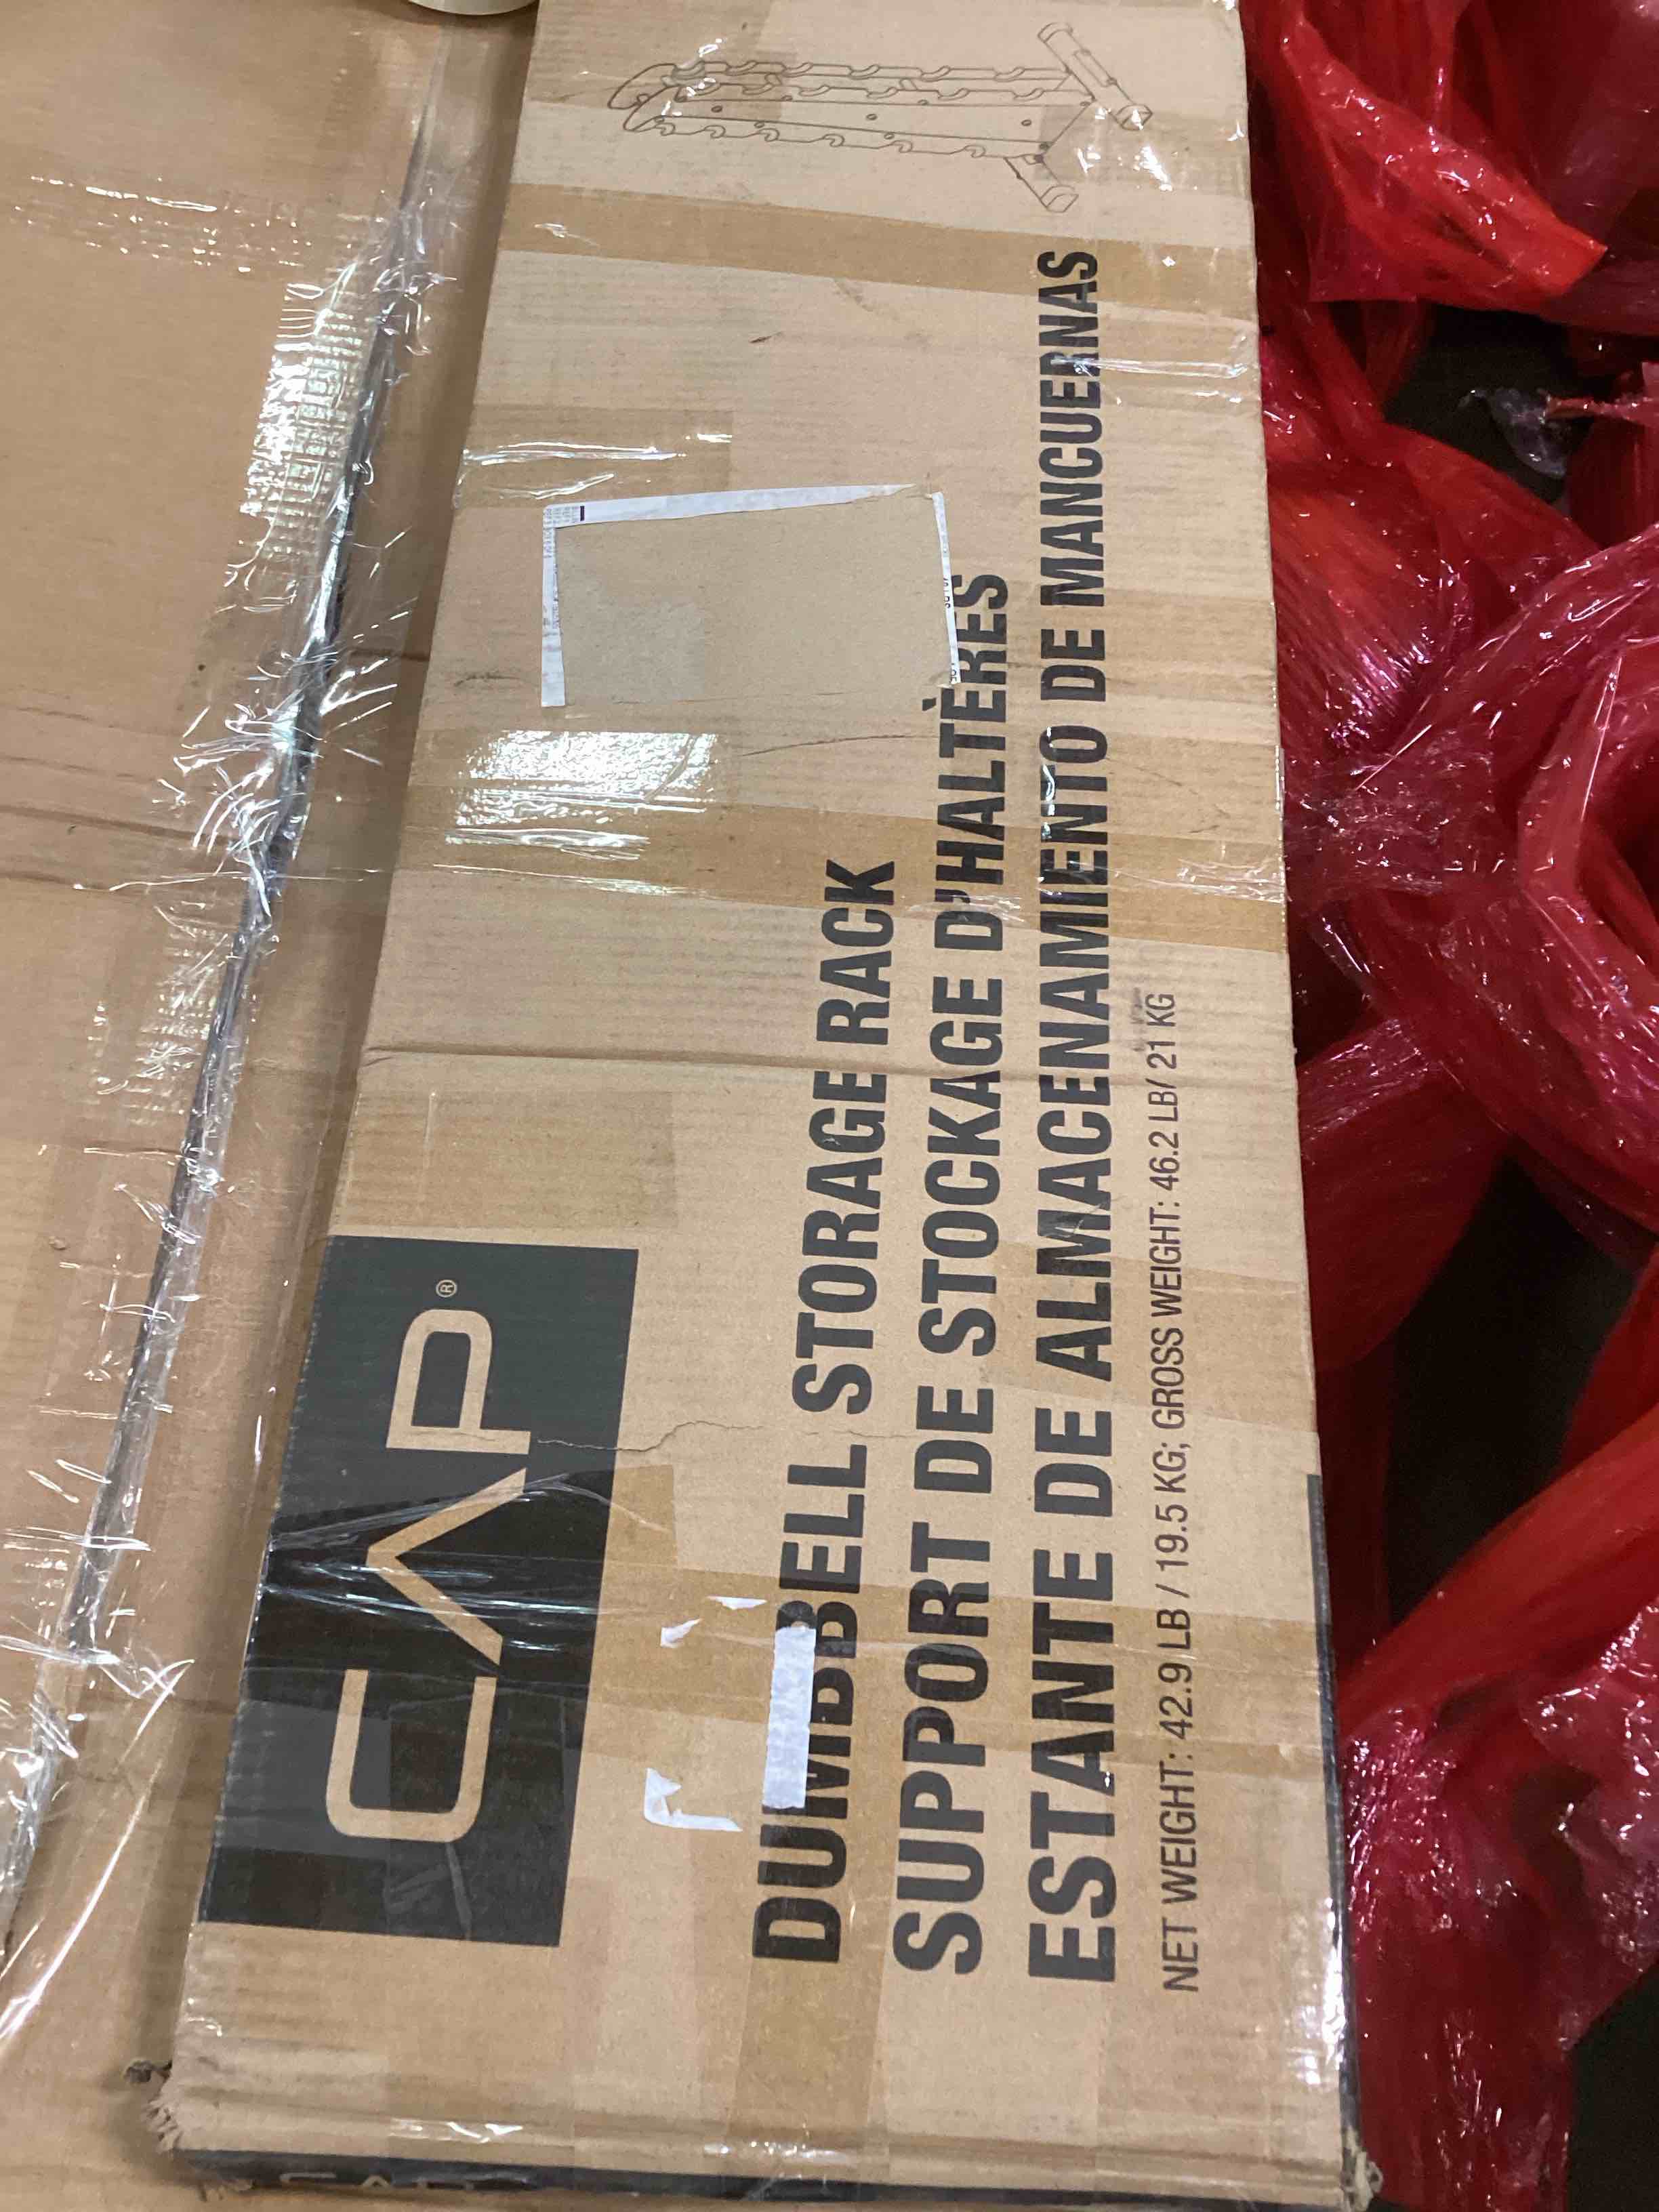 CAP®
DUMBBELL STORAGE RACK
SUPPORT DE STOCKAGE D'HALTÈRES
ESTANTE DE ALMACENAMIENTO DE MANCUERNAS
NET WEIGHT: 42.9 LB / 19.5 KG; GROSS WEIGHT: 46.2 LB/ 21 KG